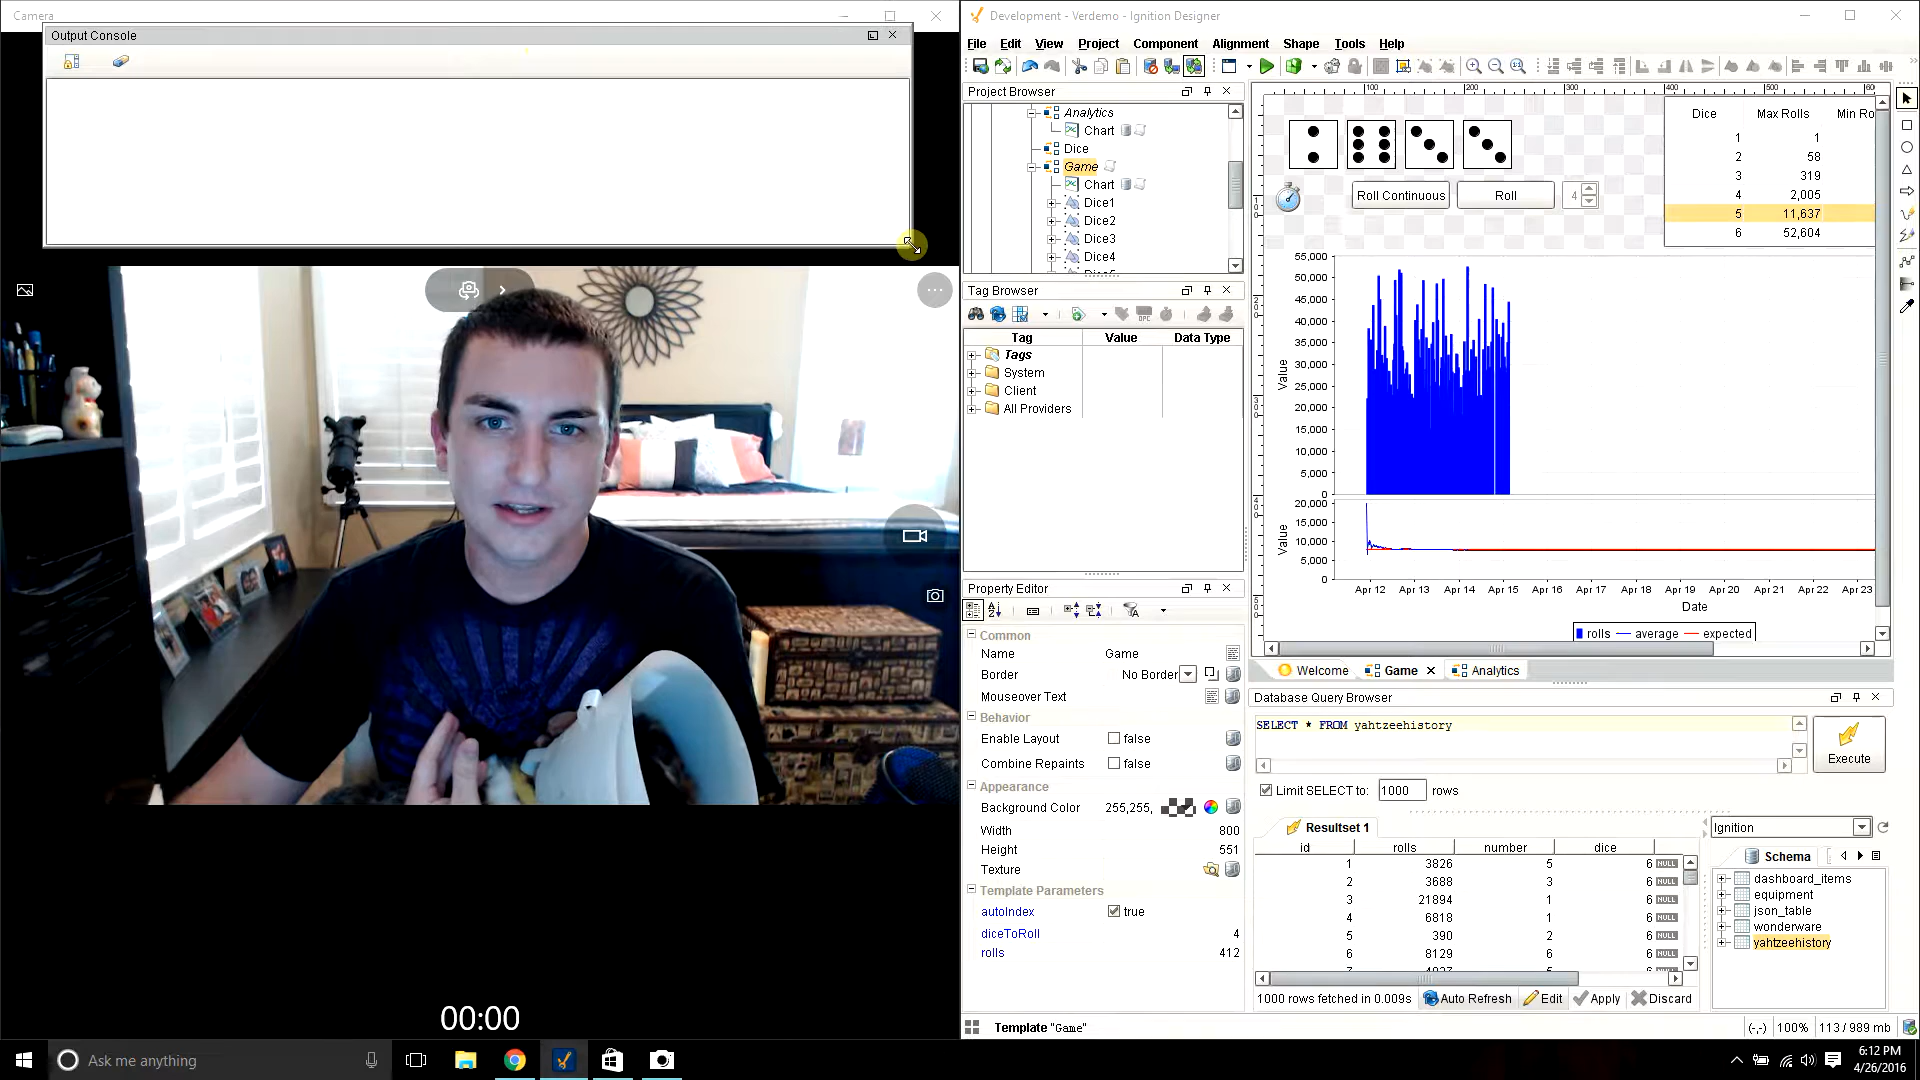 Camera
Output Console
00:00
Development - Verdemo - Ignition Designer
File Edit View Project Component Alignment Shape Tools Help
Project Browser
Analytics
Chart
Dice
Game
Chart
Dice1
Dice2
Dice3
Dice4
Tag Browser
Tag Value Data Type
Tags
System
Client
All Providers
Property Editor
Common
Name Game
Border No Border
Mouseover Text
Behavior
Enable Layout false
Combine Repaints false
Appearance
Background Color 255,255,
Width 800
Height 551
Texture
Template Parameters
autoIndex true
diceToRoll 4
rolls 412
100 200 300 400
Dice Max Rolls Min Ro
1 1
2 58
3 319
4 2,005
5 11,637
6 52,604
Roll Continuous Roll 4
55,000
50,000
45,000
40,000
35,000
30,000
25,000
20,000
15,000
10,000
5,000
0
Value
20,000
15,000
10,000
5,000
0
Value
Apr 12 Apr 13 Apr 14 Apr 15 Apr 16 Apr 17 Apr 18 Apr 19 Apr 20 Apr 21 Apr 22 Apr 23
Date
rolls average expected
Welcome Game Analytics
Database Query Browser
SELECT * FROM yahtzeehistory
Execute
Limit SELECT to: 1000 rows
Resultset 1
id rolls number dice
1 3826 5 6 NULL
2 3688 3 6 NULL
3 21894 1 6 NULL
4 6818 1 6 NULL
5 390 2 6 NULL
6 8129 6 6 NULL
1000 rows fetched in 0.009s Auto Refresh Edit Apply Discard
Ignition
Schema
dashboard_items
equipment
json_table
wonderware
yahtzeehistory
Template "Game" (-,-) 100% 113 / 989 mb
Ask me anything
6:12 PM
4/26/2016